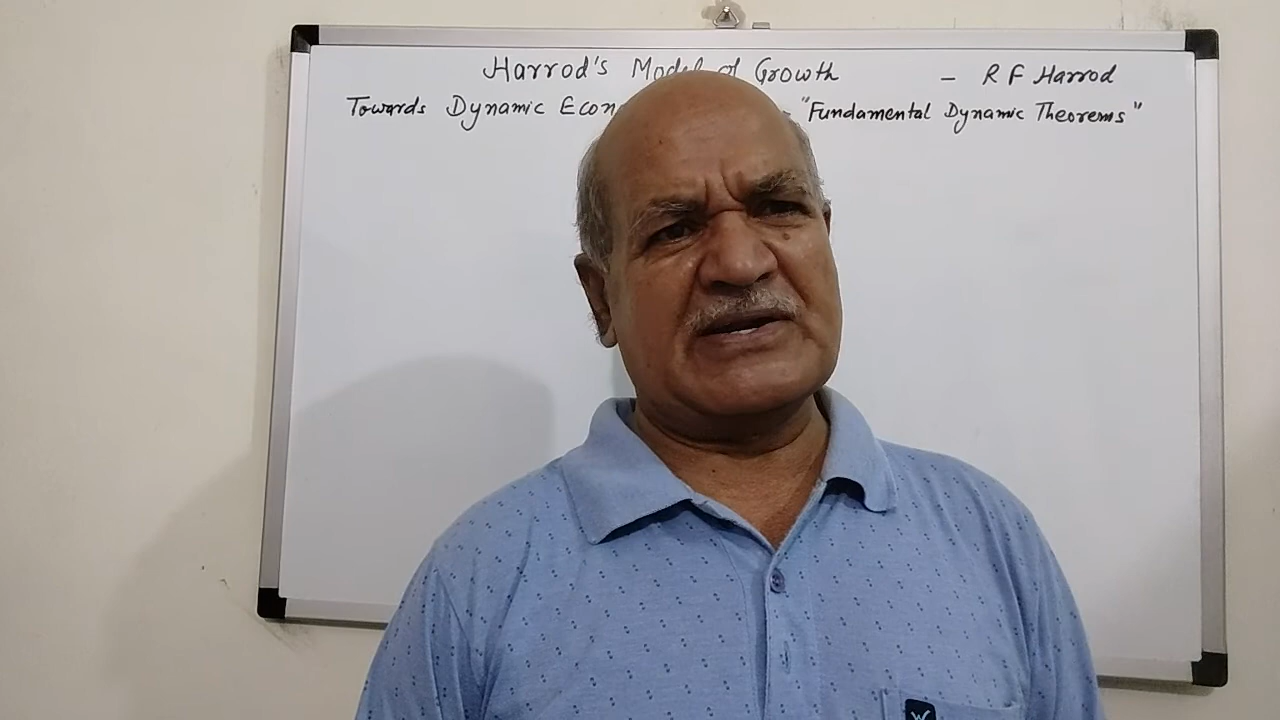 Harrod's Model of Growth - R F Harrod
Towards Dynamic "Fundamental Dynamic Theorems"